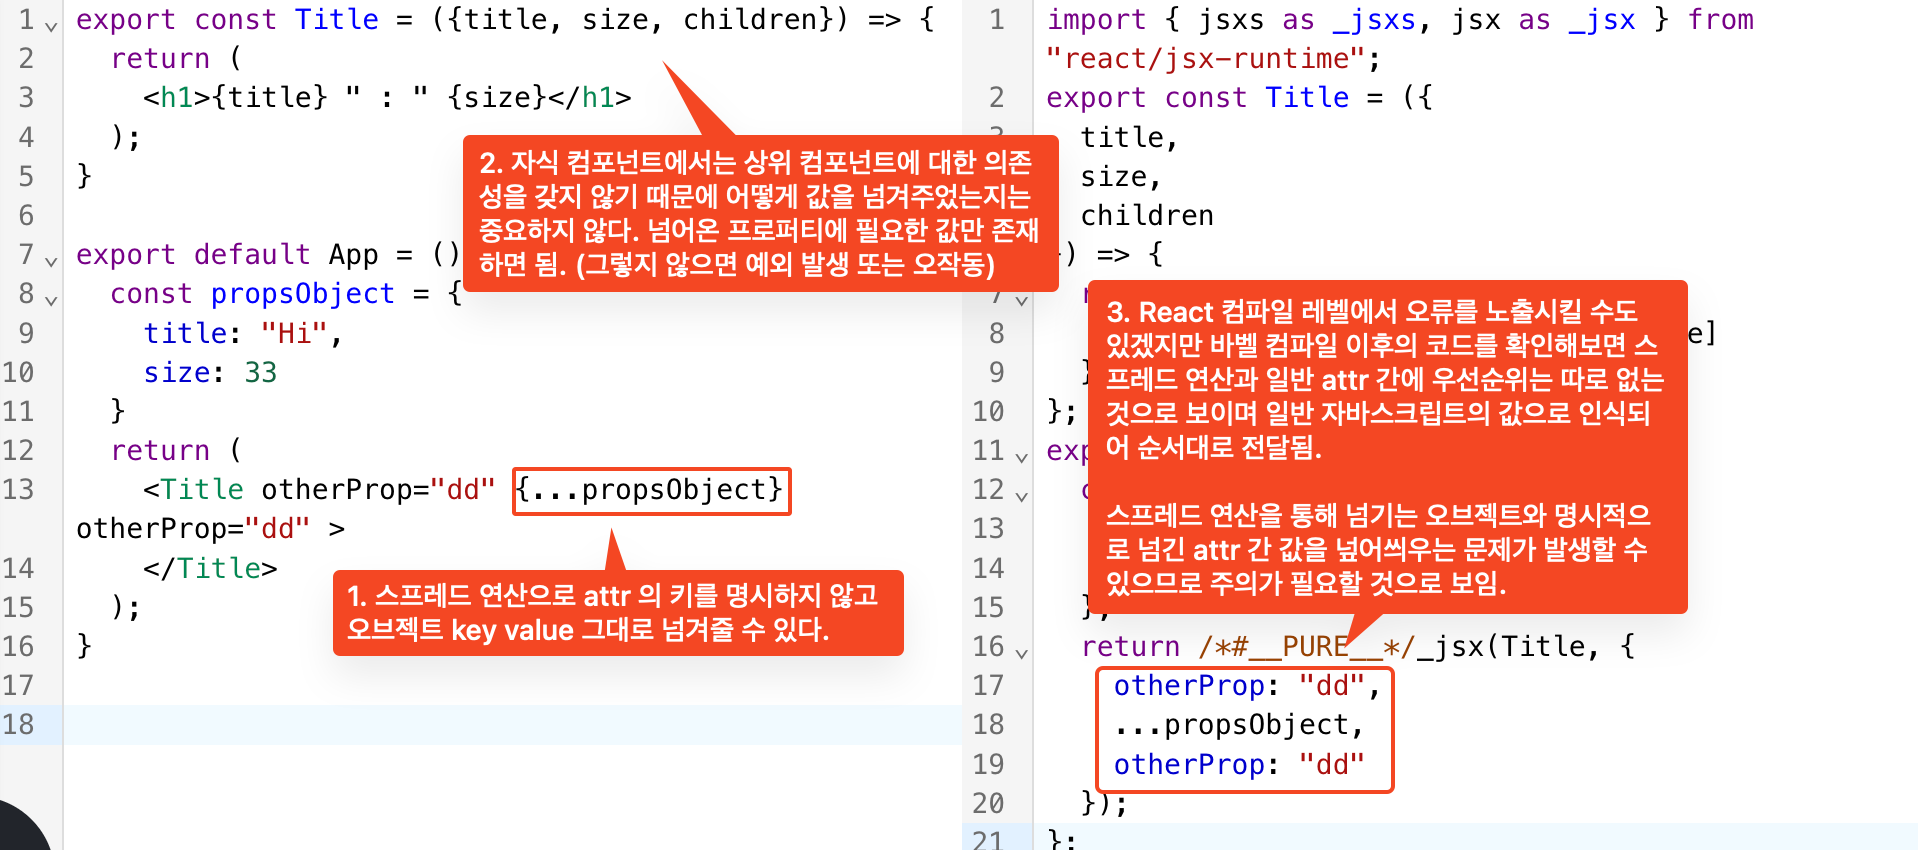 1 export const Title = ({title, size, children}) => {
2 return (
3 <h1>{title} " : " {size}</h1>
4 );
5 }
6
7 export default App = ()
8 const propsObject = {
9 title: "Hi",
10 size: 33
11 }
12 return (
13 <Title otherProp="dd" {...propsObject}
otherProp="dd" >
14 </Title>
15 );
16 }
17
18
2. 자식 컴포넌트에서는 상위 컴포넌트에 대한 의존
성을 갖지 않기 때문에 어떻게 값을 넘겨주었는지는
중요하지 않다. 넘어온 프로퍼티에 필요한 값만 존재
하면 됨. (그렇지 않으면 예외 발생 또는 오작동)
1. 스프레드 연산으로 attr 의 키를 명시하지 않고
오브젝트 key value 그대로 넘겨줄 수 있다.
1 import { jsxs as _jsxs, jsx as _jsx } from
"react/jsx-runtime";
2 export const Title = ({
title,
size,
children
) => {
7
8 e]
9 }
10 };
11 exp
12
13
14
15 };
16 return /*#__PURE__*/_jsx(Title, {
17 otherProp: "dd",
18 ...propsObject,
19 otherProp: "dd"
20 });
21 };
3. React 컴파일 레벨에서 오류를 노출시킬 수도
있겠지만 바벨 컴파일 이후의 코드를 확인해보면 스
프레드 연산과 일반 attr 간에 우선순위는 따로 없는
것으로 보이며 일반 자바스크립트의 값으로 인식되
어 순서대로 전달됨.
스프레드 연산을 통해 넘기는 오브젝트와 명시적으
로 넘긴 attr 간 값을 닢어씌우는 문제가 발생할 수
있으므로 주의가 필요할 것으로 보임.